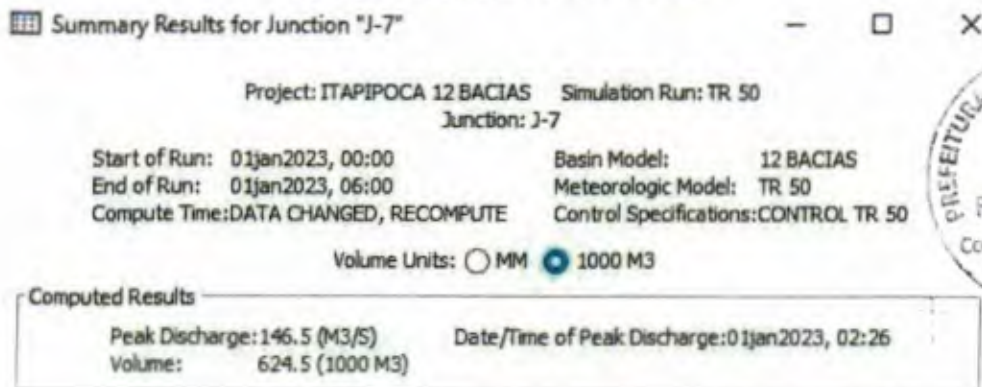 Summary Results for Junction "J-7"
Project: ITAPIPOCA 12 BACIAS Simulation Run: TR 50
Junction: J-7
Start of Run: 01jan2023, 00:00 Basin Model: 12 BACIAS
End of Run: 01jan2023, 06:00 Meteorologic Model: TR 50
Compute Time:DATA CHANGED, RECOMPUTE Control Specifications:CONTROL TR 50
Volume Units: MM 1000 M3
Computed Results
Peak Discharge:146.5 (M3/S) Date/Time of Peak Discharge:01jan2023, 02:26
Volume: 624.5 (1000 M3)